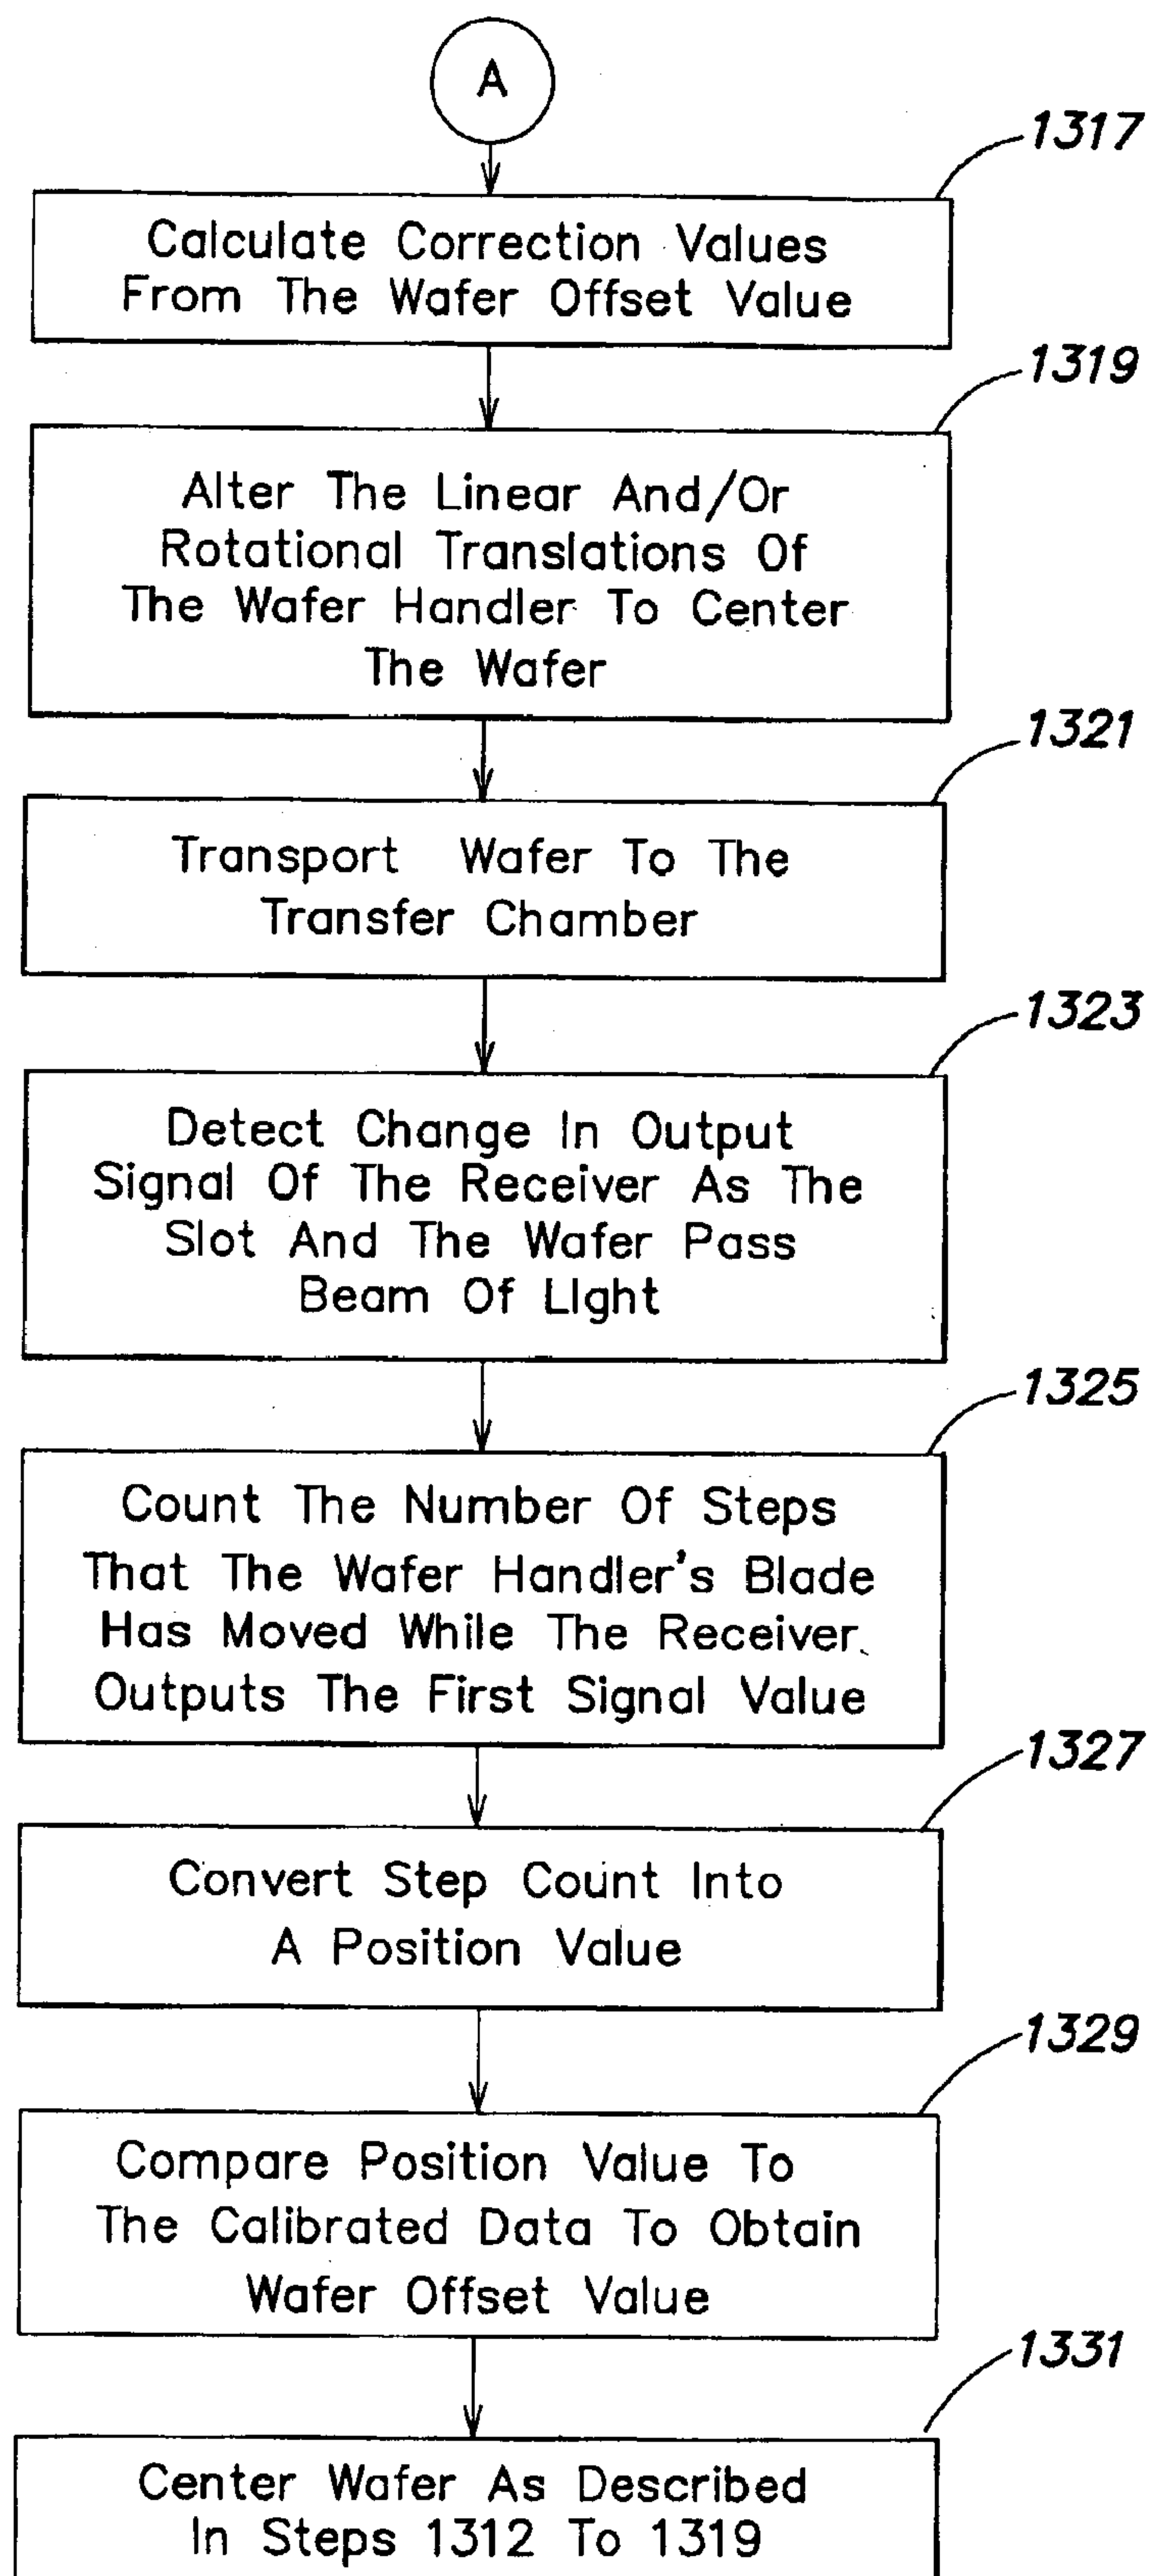 A
1317
Calculate Correction Values
From The Wafer Offset Value
1319
Alter The Linear And/Or
Rotational Translations Of
The Wafer Handler To Center
The Wafer
1321
Transport Wafer To The
Transfer Chamber
1323
Detect Change In Output
Signal Of The Receiver As The
Slot And The Wafer Pass
Beam Of LIght
1325
Count The Number Of Steps
That The Wafer Handler's Blade
Has Moved While The Receiver
Outputs The First Signal Value
1327
Convert Step Count Into
A Position Value
1329
Compare Position Value To
The Calibrated Data To Obtain
Wafer Offset Value
1331
Center Wafer As Described
In Steps 1312 To 1319